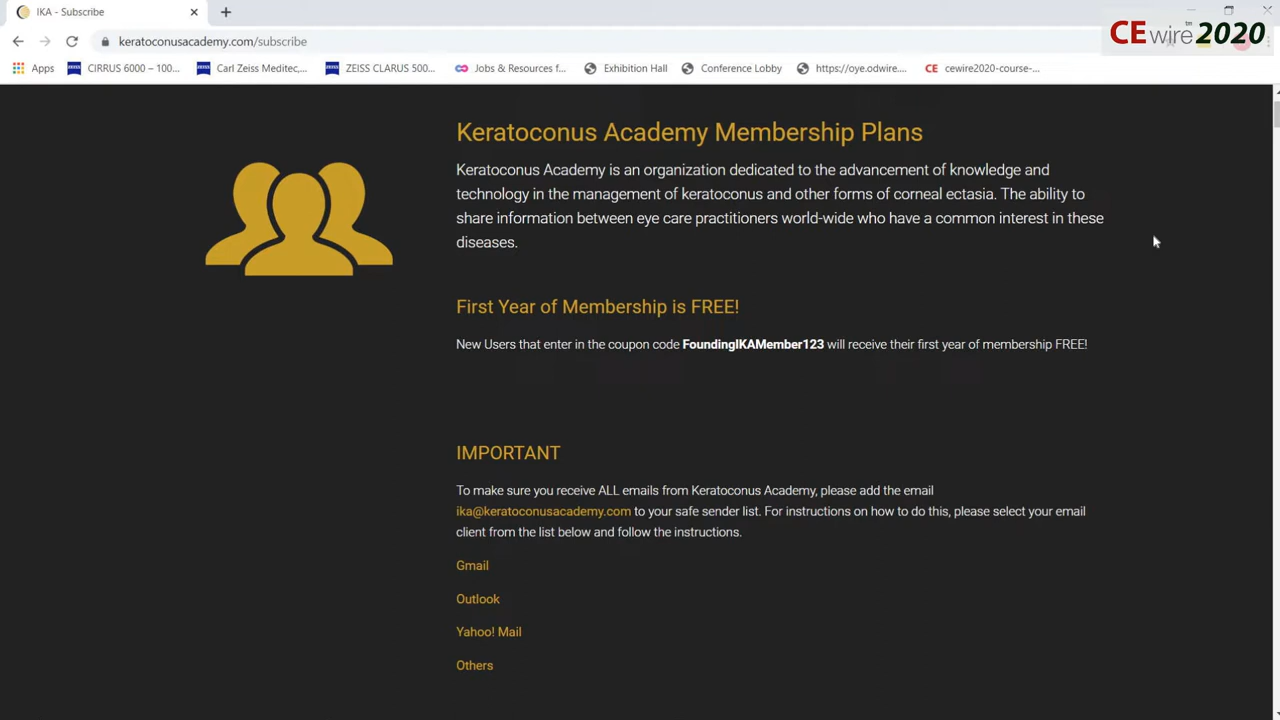 IKA - Subscribe
CEwire™2020
keratoconusacademy.com/subscribe
Apps
CIRRUS 6000 – 100...
Carl Zeiss Meditec,...
ZEISS CLARUS 500...
Jobs & Resources f...
Exhibition Hall
Conference Lobby
https://oye.odwire....
CE cewire2020-course-...
Keratoconus Academy Membership Plans
Keratoconus Academy is an organization dedicated to the advancement of knowledge and
technology in the management of keratoconus and other forms of corneal ectasia. The ability to
share information between eye care practitioners world-wide who have a common interest in these
diseases.
First Year of Membership is FREE!
New Users that enter in the coupon code FoundingIKAMember123 will receive their first year of membership FREE!
IMPORTANT
To make sure you receive ALL emails from Keratoconus Academy, please add the email
ika@keratoconusacademy.com to your safe sender list. For instructions on how to do this, please select your email
client from the list below and follow the instructions.
Gmail
Outlook
Yahoo! Mail
Others